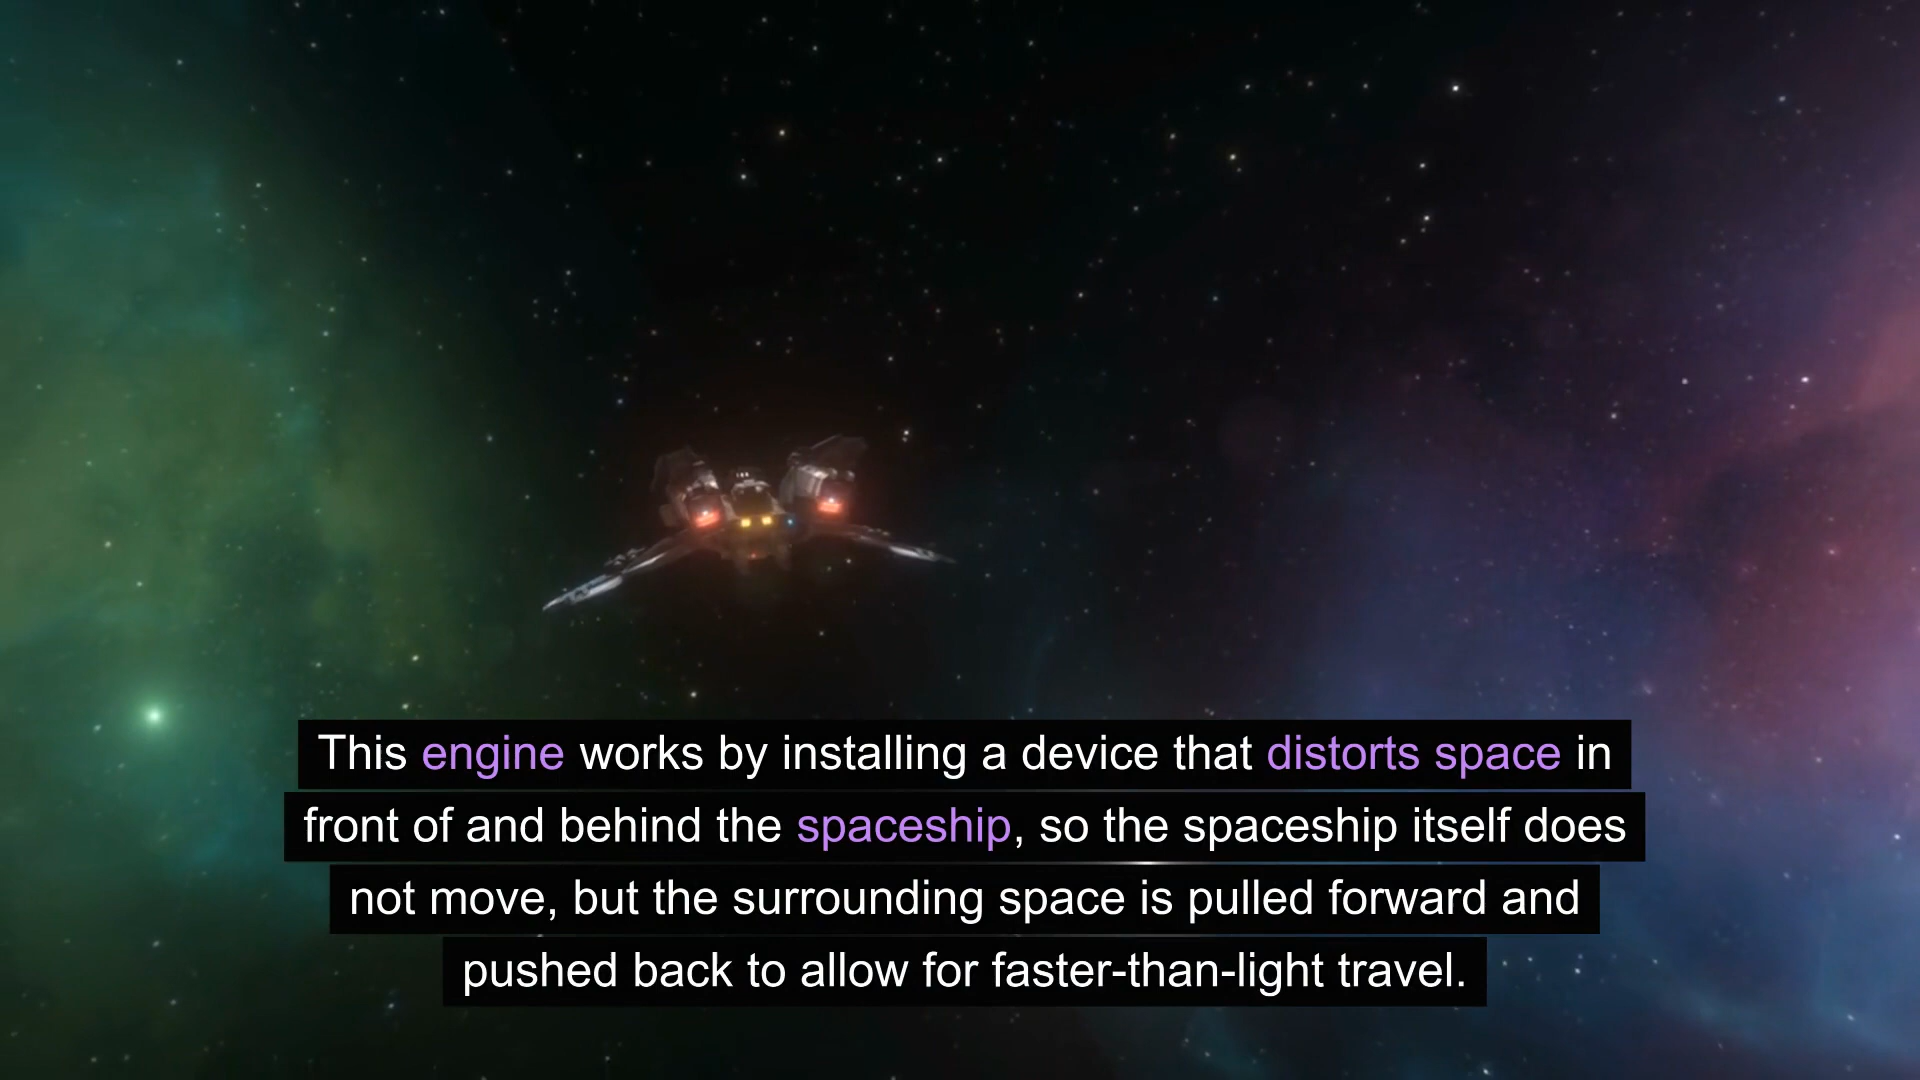 This engine works by installing a device that distorts space in
front of and behind the spaceship, so the spaceship itself does
not move, but the surrounding space is pulled forward and
pushed back to allow for faster-than-light travel.